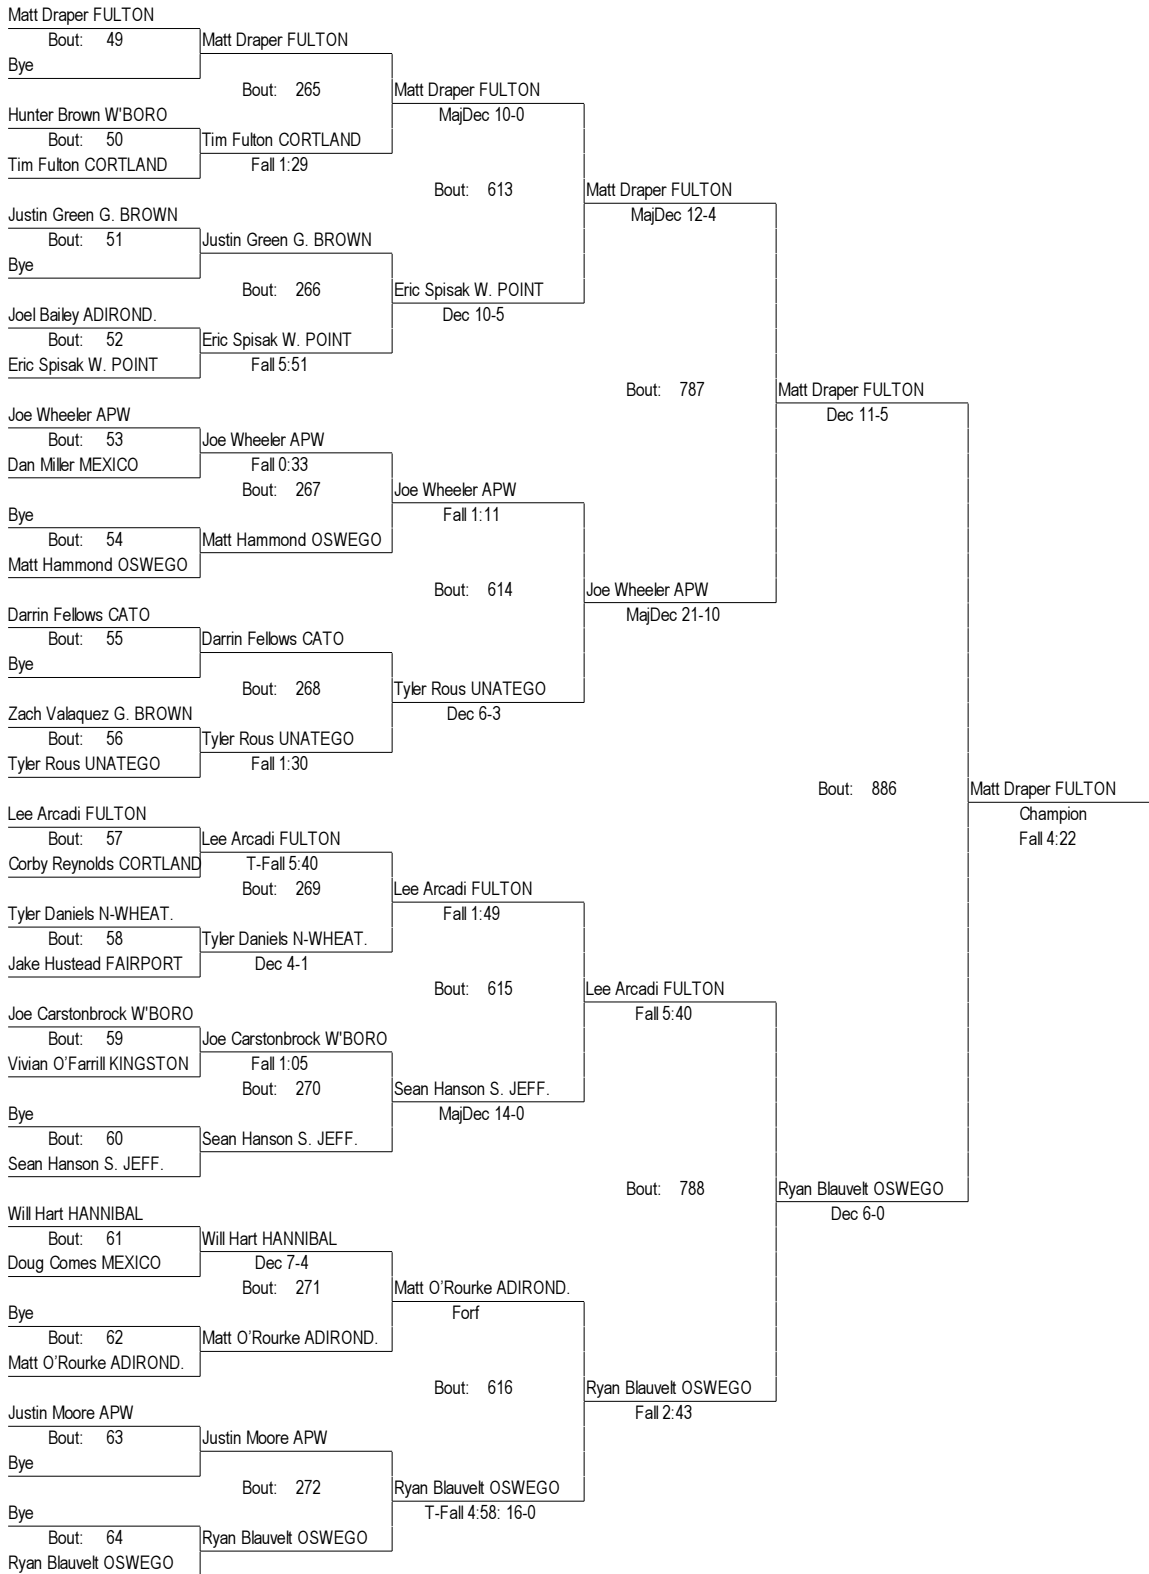 Matt Draper FULTON
Bout: 49
Matt Draper FULTON
Bye
Bout: 265
Matt Draper FULTON
Hunter Brown W'BORO
MajDec 10-0
Bout: 50
Tim Fulton CORTLAND
Tim Fulton CORTLAND
Fall 1:29
Bout: 613
Matt Draper FULTON
Justin Green G. BROWN
MajDec 12-4
Bout: 51
Justin Green G. BROWN
Bye
Bout: 266
Eric Spisak W. POINT
Joel Bailey ADIROND.
Dec 10-5
Bout: 52
Eric Spisak W. POINT
Eric Spisak W. POINT
Fall 5:51
Bout: 787
Matt Draper FULTON
Joe Wheeler APW
Dec 11-5
Bout: 53
Joe Wheeler APW
Dan Miller MEXICO
Fall 0:33
Bout: 267
Joe Wheeler APW
Bye
Fall 1:11
Bout: 54
Matt Hammond OSWEGO
Matt Hammond OSWEGO
Bout: 614
Joe Wheeler APW
Darrin Fellows CATO
MajDec 21-10
Bout: 55
Darrin Fellows CATO
Bye
Bout: 268
Tyler Rous UNATEGO
Zach Valaquez G. BROWN
Dec 6-3
Bout: 56
Tyler Rous UNATEGO
Tyler Rous UNATEGO
Fall 1:30
Bout: 886
Matt Draper FULTON
Lee Arcadi FULTON
Champion
Bout: 57
Lee Arcadi FULTON
Fall 4:22
Corby Reynolds CORTLAND
T-Fall 5:40
Bout: 269
Lee Arcadi FULTON
Tyler Daniels N-WHEAT.
Fall 1:49
Bout: 58
Tyler Daniels N-WHEAT.
Jake Hustead FAIRPORT
Dec 4-1
Bout: 615
Lee Arcadi FULTON
Joe Carstonbrock W'BORO
Fall 5:40
Bout: 59
Joe Carstonbrock W'BORO
Vivian O'Farrill KINGSTON
Fall 1:05
Bout: 270
Sean Hanson S. JEFF.
Bye
MajDec 14-0
Bout: 60
Sean Hanson S. JEFF.
Sean Hanson S. JEFF.
Bout: 788
Ryan Blauvelt OSWEGO
Will Hart HANNIBAL
Dec 6-0
Bout: 61
Will Hart HANNIBAL
Doug Comes MEXICO
Dec 7-4
Bout: 271
Matt O'Rourke ADIROND.
Bye
Forf
Bout: 62
Matt O'Rourke ADIROND.
Matt O'Rourke ADIROND.
Bout: 616
Ryan Blauvelt OSWEGO
Justin Moore APW
Fall 2:43
Bout: 63
Justin Moore APW
Bye
Bout: 272
Ryan Blauvelt OSWEGO
Bye
T-Fall 4:58: 16-0
Bout: 64
Ryan Blauvelt OSWEGO
Ryan Blauvelt OSWEGO